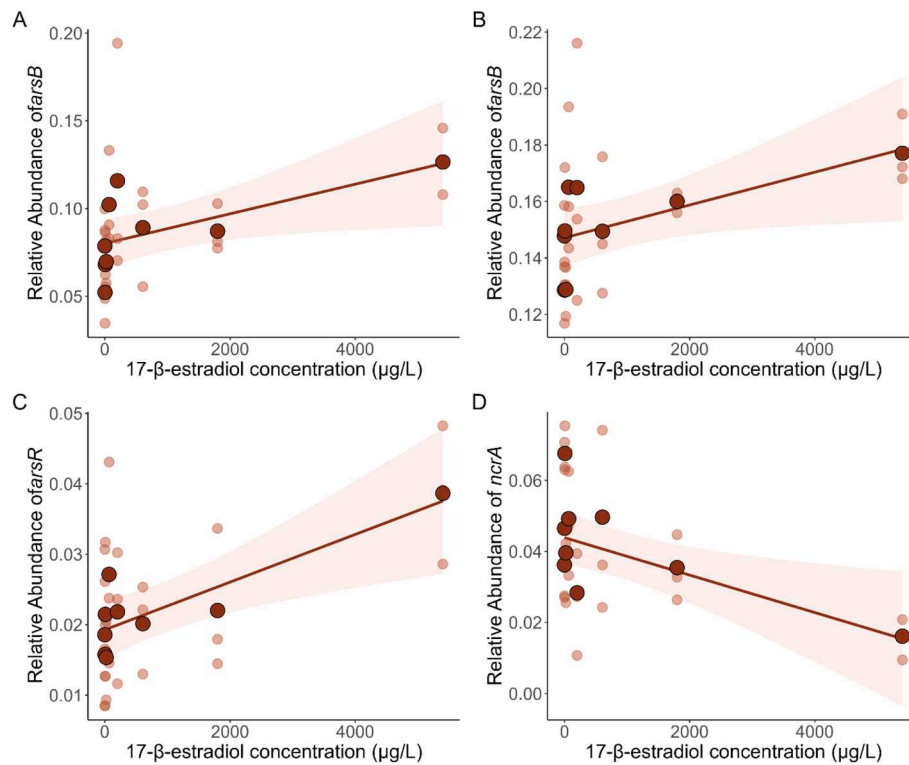 A
Relative Abundance ofarsB
0.20
0.15
0.10
0.05
0
2000
4000
17-β-estradiol concentration (µg/L)
B
Relative Abundance ofarsB
0.22
0.20
0.18
0.16
0.14
0.12
0
2000
4000
17-β-estradiol concentration (µg/L)
C
Relative Abundance ofarsR
0.05
0.04
0.03
0.02
0.01
0
2000
4000
17-β-estradiol concentration (µg/L)
D
Relative Abundance of ncrA
0.06
0.04
0.02
0.00
0
2000
4000
17-β-estradiol concentration (µg/L)